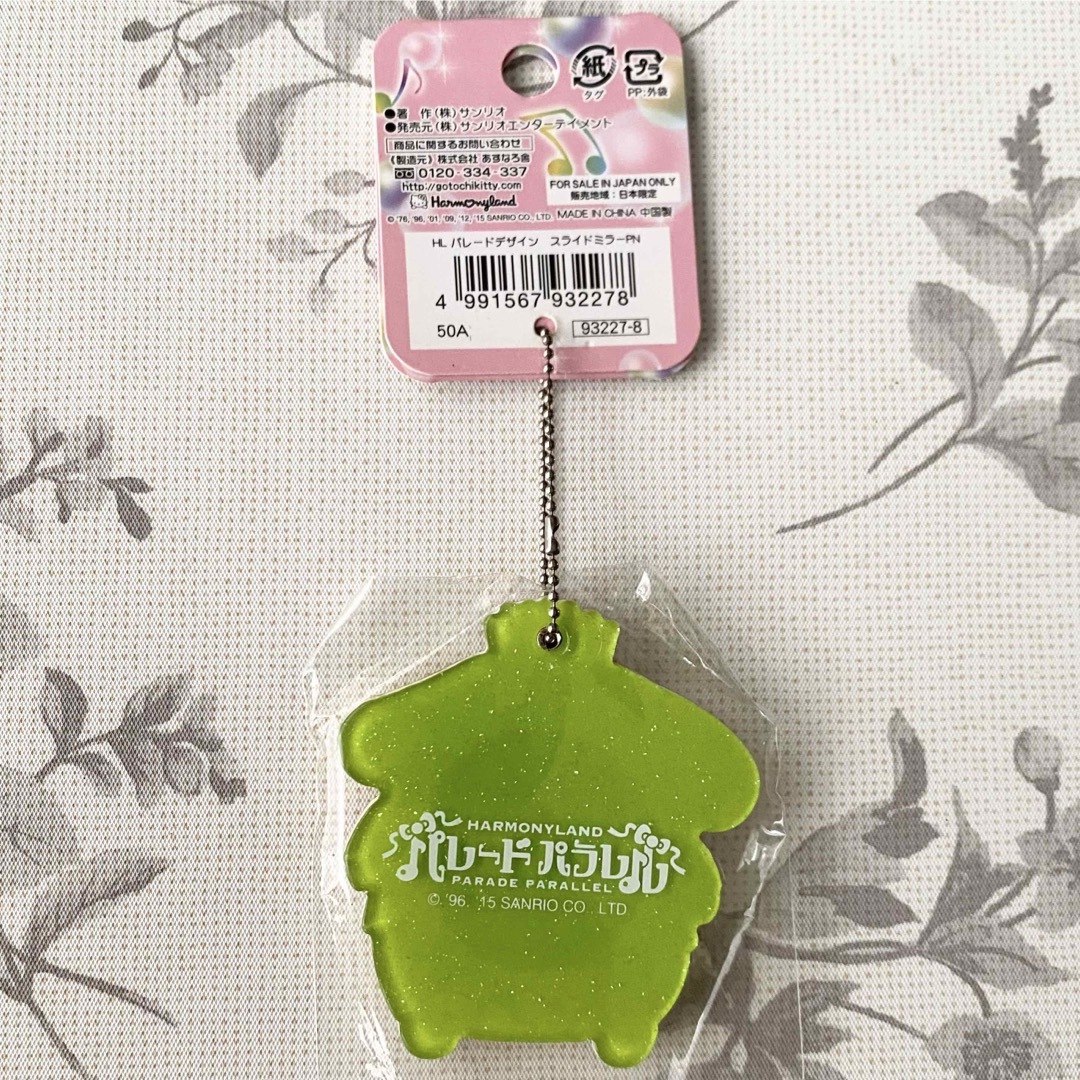 紙
タグ
プラ
PP:外袋
●著 作(株)サンリオ
●発売元(株)サンリオエンターテイメント
商品に関するお問い合わせ
《製造元》株式会社 あすなろ舎
0120-334-337
http://gotochikitty.com
Harmonyland
FOR SALE IN JAPAN ONLY
販売地域:日本限定
© '76, '96, '01, '09, '12, '15 SANRIO CO., LTD. MADE IN CHINA 中国製
HL パレードデザイン スライドミラーPN
4 991567 932278
50A 93227-8
HARMONYLAND
パレードパラレル
PARADE PARALLEL
© '96, '15 SANRIO CO., LTD.